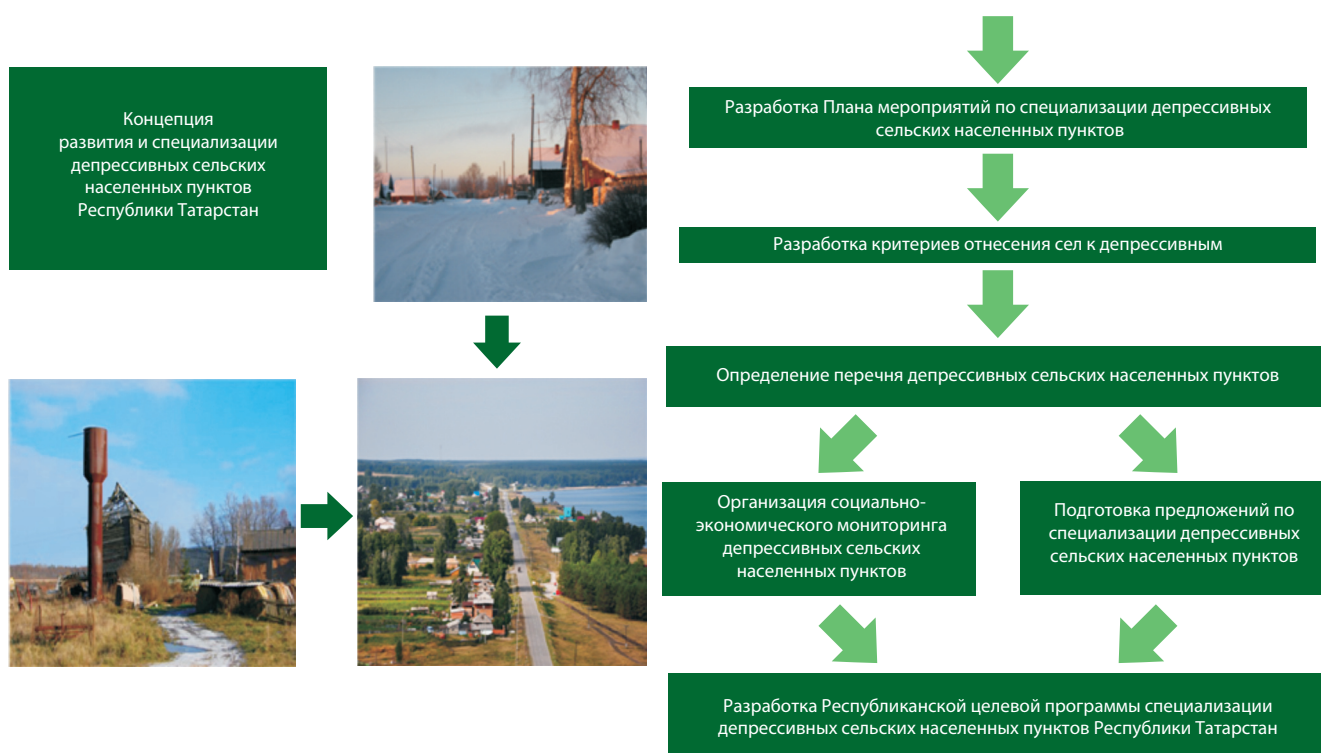 Концепция
развития и специализации
депрессивных сельских
населенных пунктов
Республики Татарстан
Разработка Плана мероприятий по специализации депрессивных
сельских населенных пунктов
Разработка критериев отнесения сел к депрессивным
Определение перечня депрессивных сельских населенных пунктов
Организация социально-
экономического мониторинга
депрессивных сельских
населенных пунктов
Подготовка предложений по
специализации депрессивных
сельских населенных пунктов
Разработка Республиканской целевой программы специализации
депрессивных сельских населенных пунктов Республики Татарстан